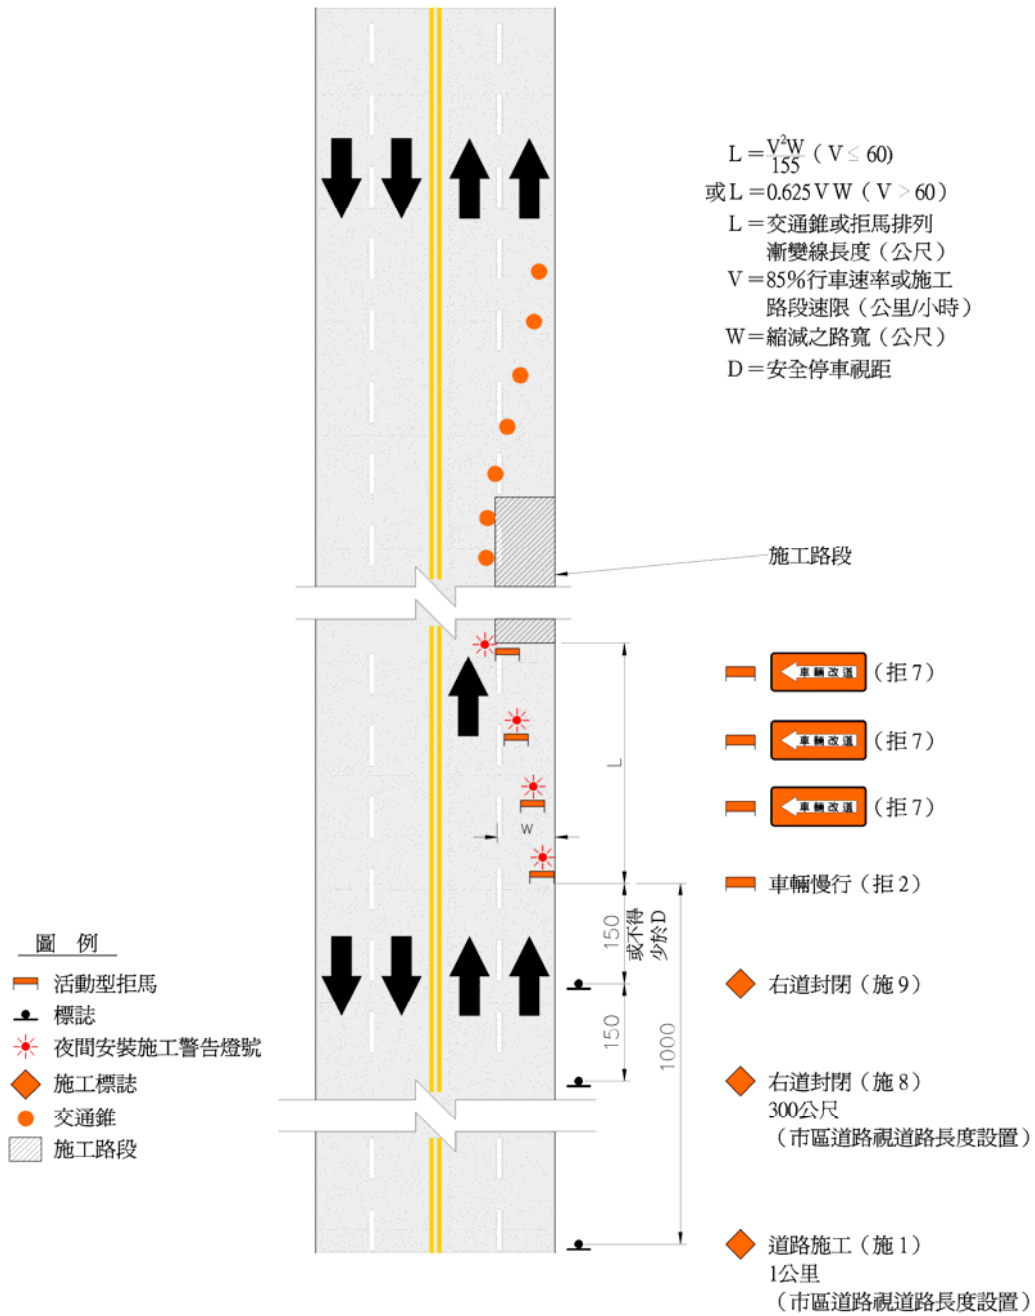 L＝V²W/155（V ≤ 60）
或L＝0.625 V W（V > 60）
L＝交通錐或拒馬排列
漸變線長度（公尺）
V＝85%行車速率或施工
路段速限（公里/小時）
W＝縮減之路寬（公尺）
D＝安全停車視距
施工路段
車輛改道（拒7）
車輛改道（拒7）
L
車輛改道（拒7）
W
車輛慢行（拒2）
150
或不得
少於D
右道封閉（施9）
150
1000
右道封閉（施8）
300公尺
（市區道路視道路長度設置）
道路施工（施1）
1公里
（市區道路視道路長度設置）
圖 例
活動型拒馬
標誌
夜間安裝施工警告燈號
施工標誌
交通錐
施工路段